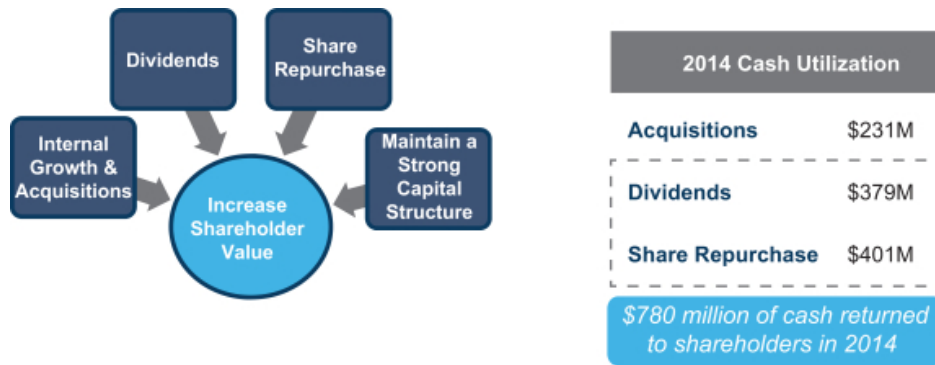 Dividends
Share
Repurchase
Internal
Growth &
Acquisitions
Maintain a
Strong
Capital
Structure
Increase
Shareholder
Value
2014 Cash Utilization
Acquisitions $231M
Dividends $379M
Share Repurchase $401M
$780 million of cash returned
to shareholders in 2014